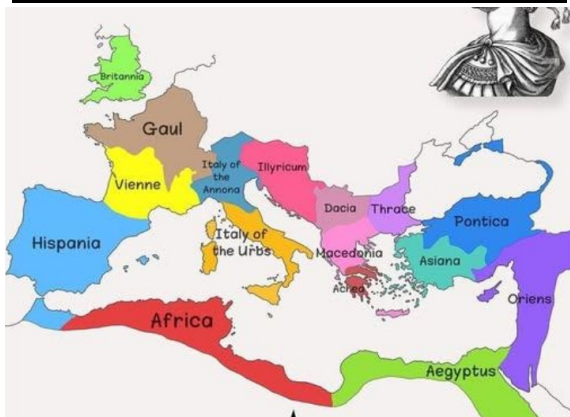 Britannia
Gaul
Vienne
Italy of
the
Annona
Illyricum
Dacia
Thrace
Pontica
Hispania
Italy of
the Urbs
Macedonia
Asiana
Acrea
Oriens
Africa
Aegyptus